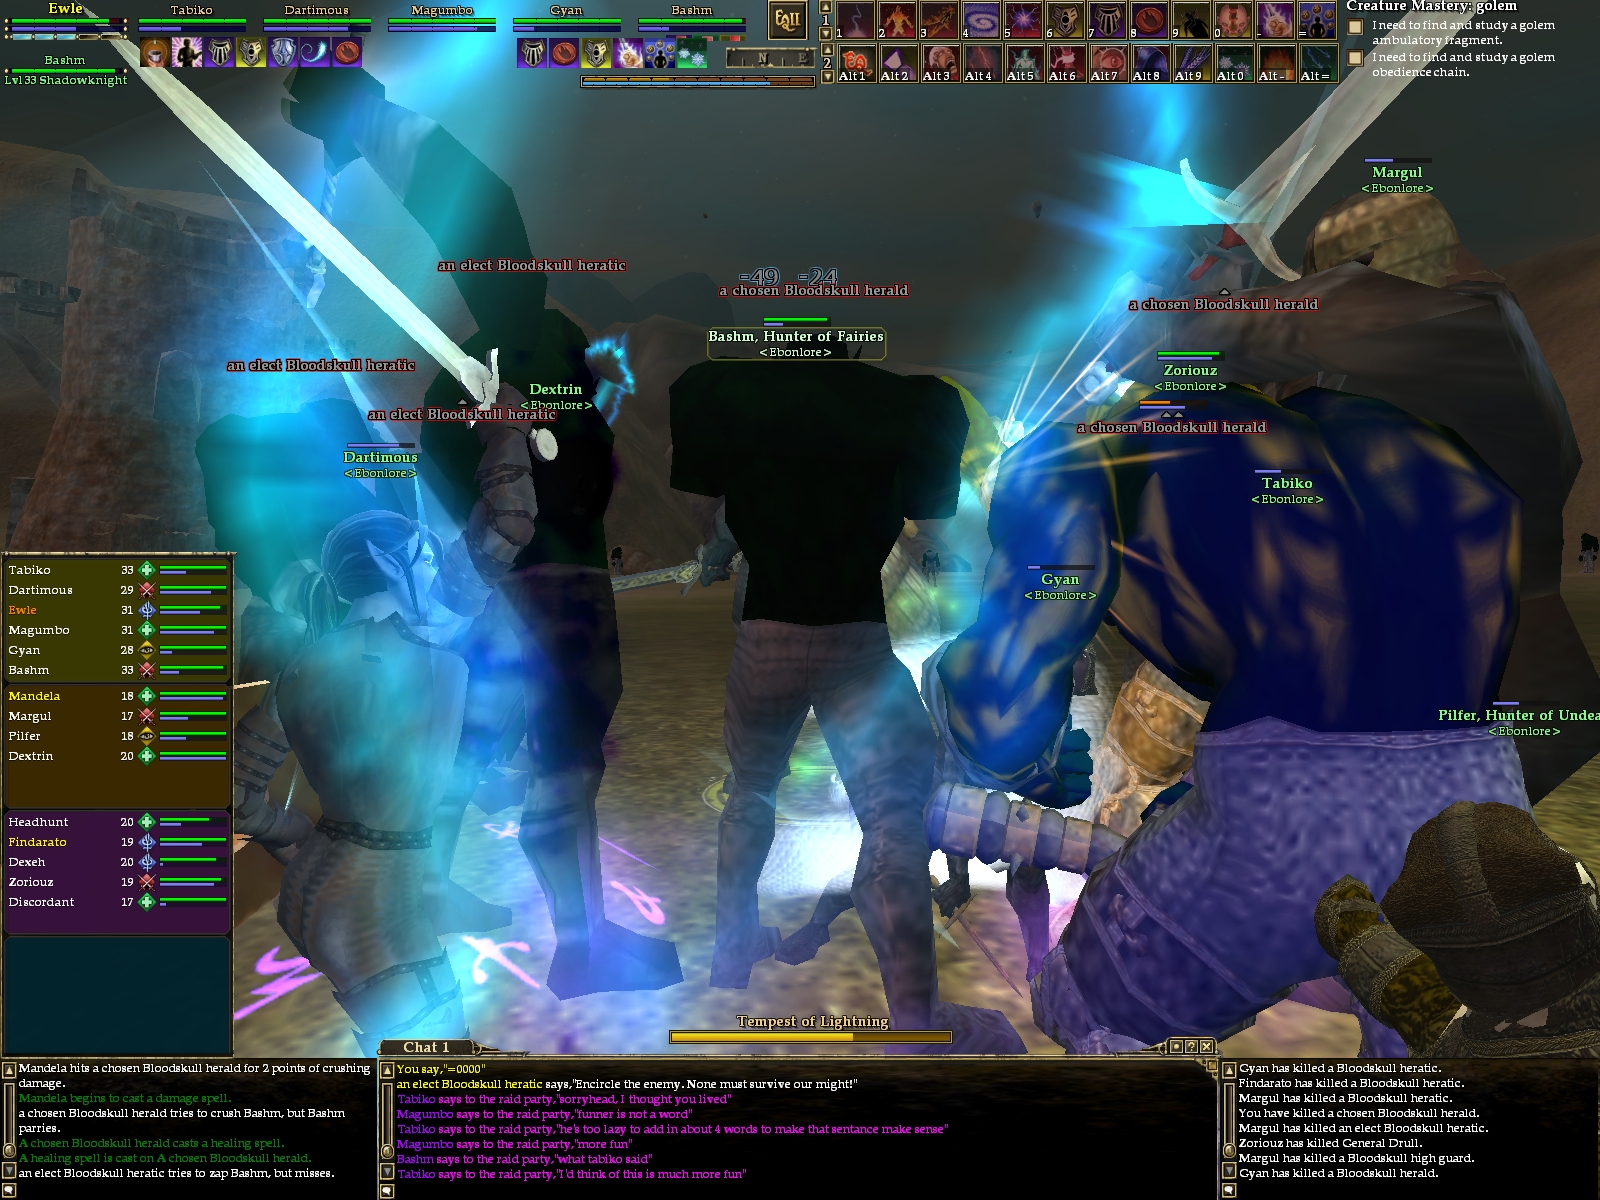 Ewle
Tabiko
Dartimous
Magumbo
Gyan
Bashm
EQII
1
1 2 3 4 5 6 7 8 9 0 - =
Creature Mastery: golem
I need to find and study a golem
ambulatory fragment.
I need to find and study a golem
obedience chain.
Bashm
Lvl 33 Shadowknight
N E
2
Alt1 Alt2 Alt3 Alt4 Alt5 Alt6 Alt7 Alt8 Alt9 Alt0 Alt- Alt=
Margul
<Ebonlore>
an elect Bloodskull heratic
-49 -24
a chosen Bloodskull herald
a chosen Bloodskull herald
Bashm, Hunter of Fairies
<Ebonlore>
an elect Bloodskull heratic
Zoriouz
<Ebonlore>
Dextrin
<Ebonlore>
an elect Bloodskull heratic
a chosen Bloodskull herald
Dartimous
<Ebonlore>
Tabiko
<Ebonlore>
Gyan
<Ebonlore>
Pilfer, Hunter of Undea
<Ebonlore>
Tabiko 33
Dartimous 29
Ewle 31
Magumbo 31
Gyan 28
Bashm 33
Mandela 18
Margul 17
Pilfer 18
Dextrin 20
Headhunt 20
Findarato 19
Dexeh 20
Zoriouz 19
Discordant 17
Tempest of Lightning
Chat 1
Mandela hits a chosen Bloodskull herald for 2 points of crushing
damage.
Mandela begins to cast a damage spell.
a chosen Bloodskull herald tries to crush Bashm, but Bashm
parries.
A chosen Bloodskull herald casts a healing spell.
A healing spell is cast on A chosen Bloodskull herald.
an elect Bloodskull heratic tries to zap Bashm, but misses.
You say,"=0000"
an elect Bloodskull heratic says,"Encircle the enemy. None must survive our might!"
Tabiko says to the raid party,"sorryhead, I thought you lived"
Magumbo says to the raid party,"funner is not a word"
Tabiko says to the raid party,"he's too lazy to add in about 4 words to make that sentance make sense"
Magumbo says to the raid party,"more fun"
Bashm says to the raid party,"what tabiko said"
Tabiko says to the raid party,"I'd think of this is much more fun"
Gyan has killed a Bloodskull heratic.
Findarato has killed a Bloodskull heratic.
Margul has killed a Bloodskull heratic.
You have killed a chosen Bloodskull herald.
Margul has killed an elect Bloodskull heratic.
Zoriouz has killed General Drull.
Margul has killed a Bloodskull high guard.
Gyan has killed a Bloodskull herald.